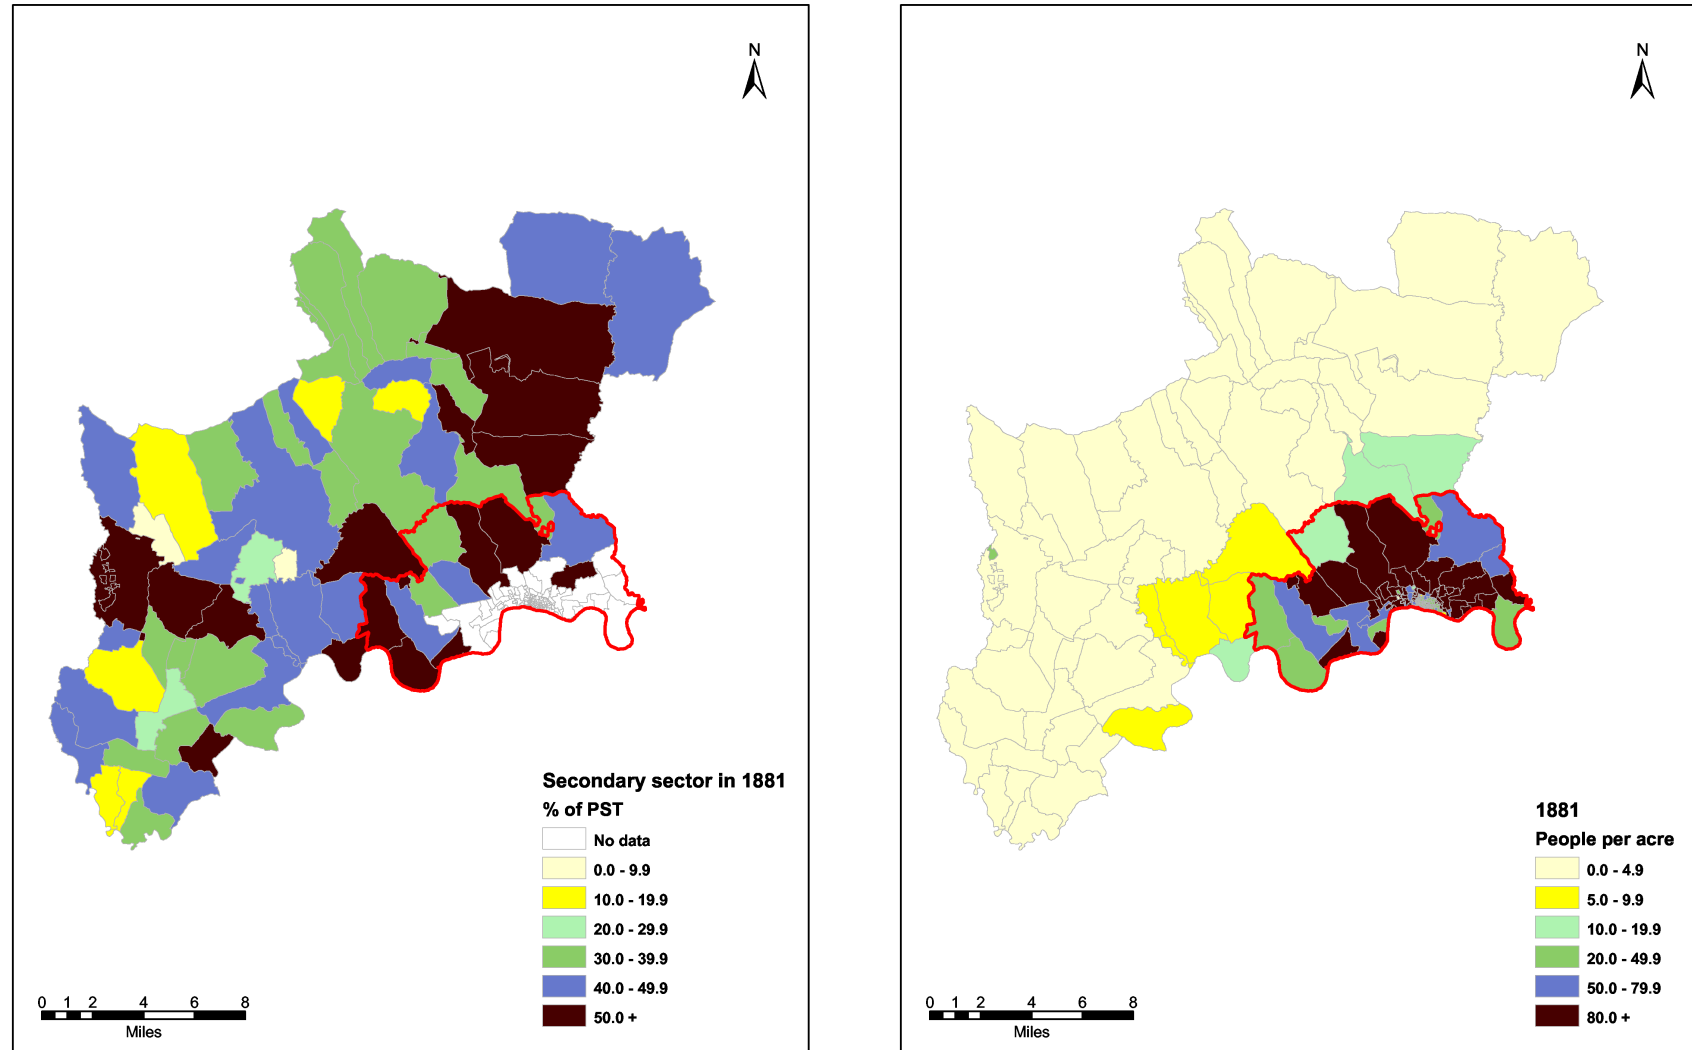 N
Secondary sector in 1881
% of PST
No data
0.0 - 9.9
10.0 - 19.9
20.0 - 29.9
30.0 - 39.9
40.0 - 49.9
50.0 +
0 1 2 4 6 8
Miles
N
1881
People per acre
0.0 - 4.9
5.0 - 9.9
10.0 - 19.9
20.0 - 49.9
50.0 - 79.9
80.0 +
0 1 2 4 6 8
Miles